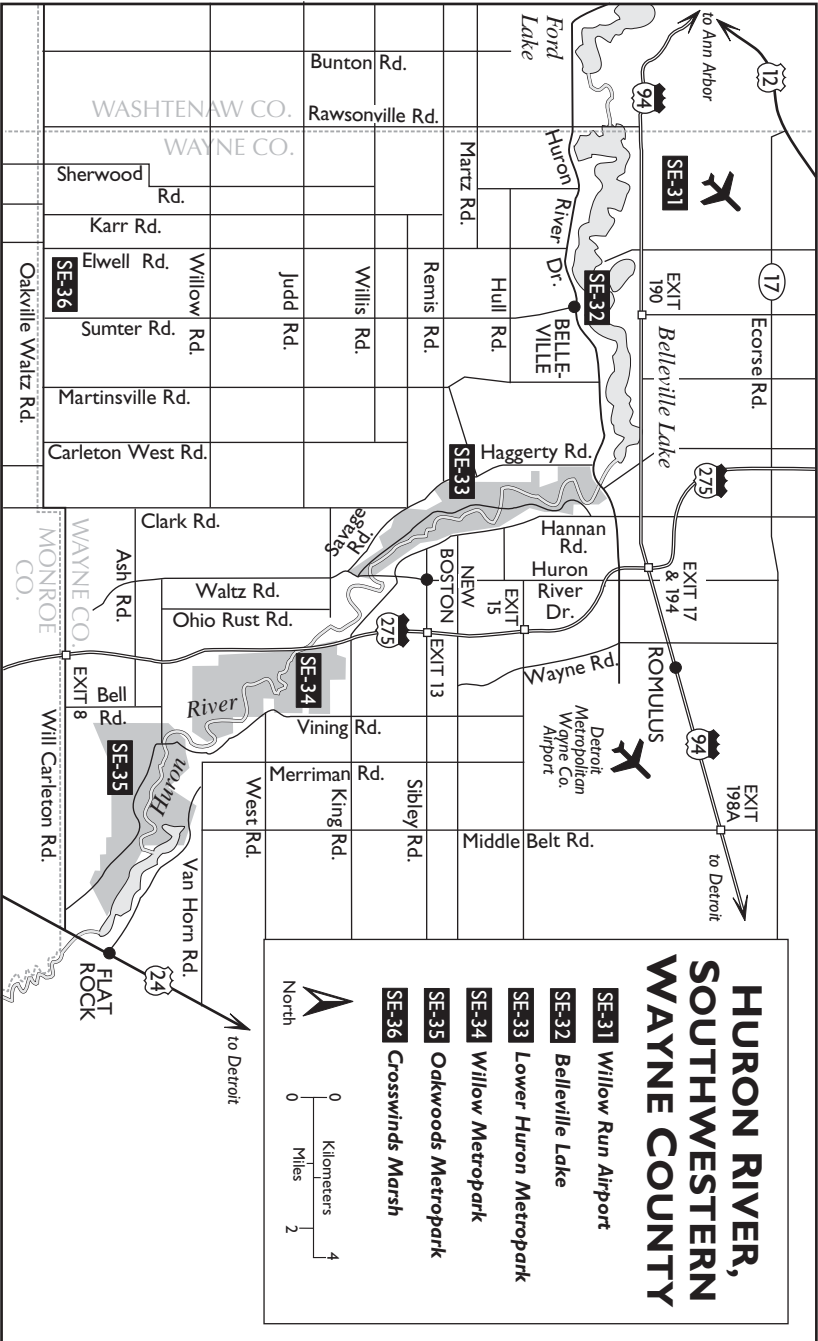 HURON RIVER,
SOUTHWESTERN
WAYNE COUNTY
SE-31 Willow Run Airport
SE-32 Belleville Lake
SE-33 Lower Huron Metropark
SE-34 Willow Metropark
SE-35 Oakwoods Metropark
SE-36 Crosswinds Marsh
North
0
4
Kilometers
Miles
0
2
12
to Ann Arbor
94
Ford
Lake
SE-31
17
Ecorse Rd.
EXIT
190
Belleville Lake
275
EXIT 17
& 194
ROMULUS
94
EXIT
198A
to Detroit
Detroit
Metropolitan
Wayne Co.
Airport
Huron River Dr.
SE-32
BELLE-
VILLE
Haggerty Rd.
SE-33
Hannan
Rd.
Huron
River
Dr.
EXIT
15
Wayne Rd.
Middle Belt Rd.
Bunton Rd.
Rawsonville Rd.
WASHTENAW CO.
WAYNE CO.
Martz Rd.
Hull Rd.
Remis Rd.
Willis Rd.
Judd Rd.
Willow Rd.
Sherwood
Rd.
Karr Rd.
Elwell Rd.
SE-36
Sumter Rd.
Martinsville Rd.
Carleton West Rd.
Oakville Waltz Rd.
NEW
BOSTON
EXIT 13
275
Savage
Rd.
Clark Rd.
Waltz Rd.
Ohio Rust Rd.
Ash Rd.
WAYNE CO.
MONROE
CO.
EXIT 8
Bell
Rd.
SE-34
River
Huron
SE-35
Vining Rd.
Merriman Rd.
Sibley Rd.
King Rd.
West Rd.
Van Horn Rd.
Will Carleton Rd.
FLAT
ROCK
24
to Detroit